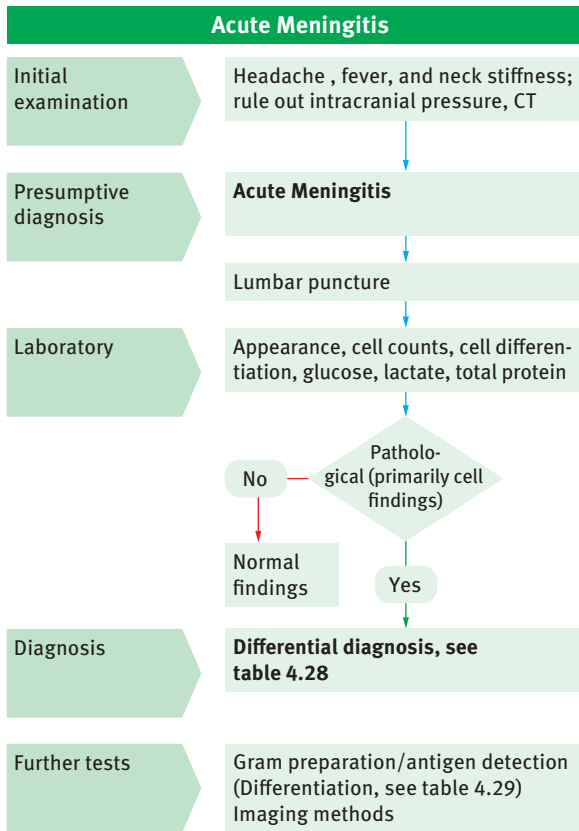 Acute Meningitis
Initial
examination
Headache , fever, and neck stiffness;
rule out intracranial pressure, CT
Presumptive
diagnosis
Acute Meningitis
Lumbar puncture
Laboratory
Appearance, cell counts, cell differen-
tiation, glucose, lactate, total protein
Patholo-
gical (primarily cell
findings)
No
Normal
findings
Yes
Diagnosis
Differential diagnosis, see
table 4.28
Further tests
Gram preparation/antigen detection
(Differentiation, see table 4.29)
Imaging methods